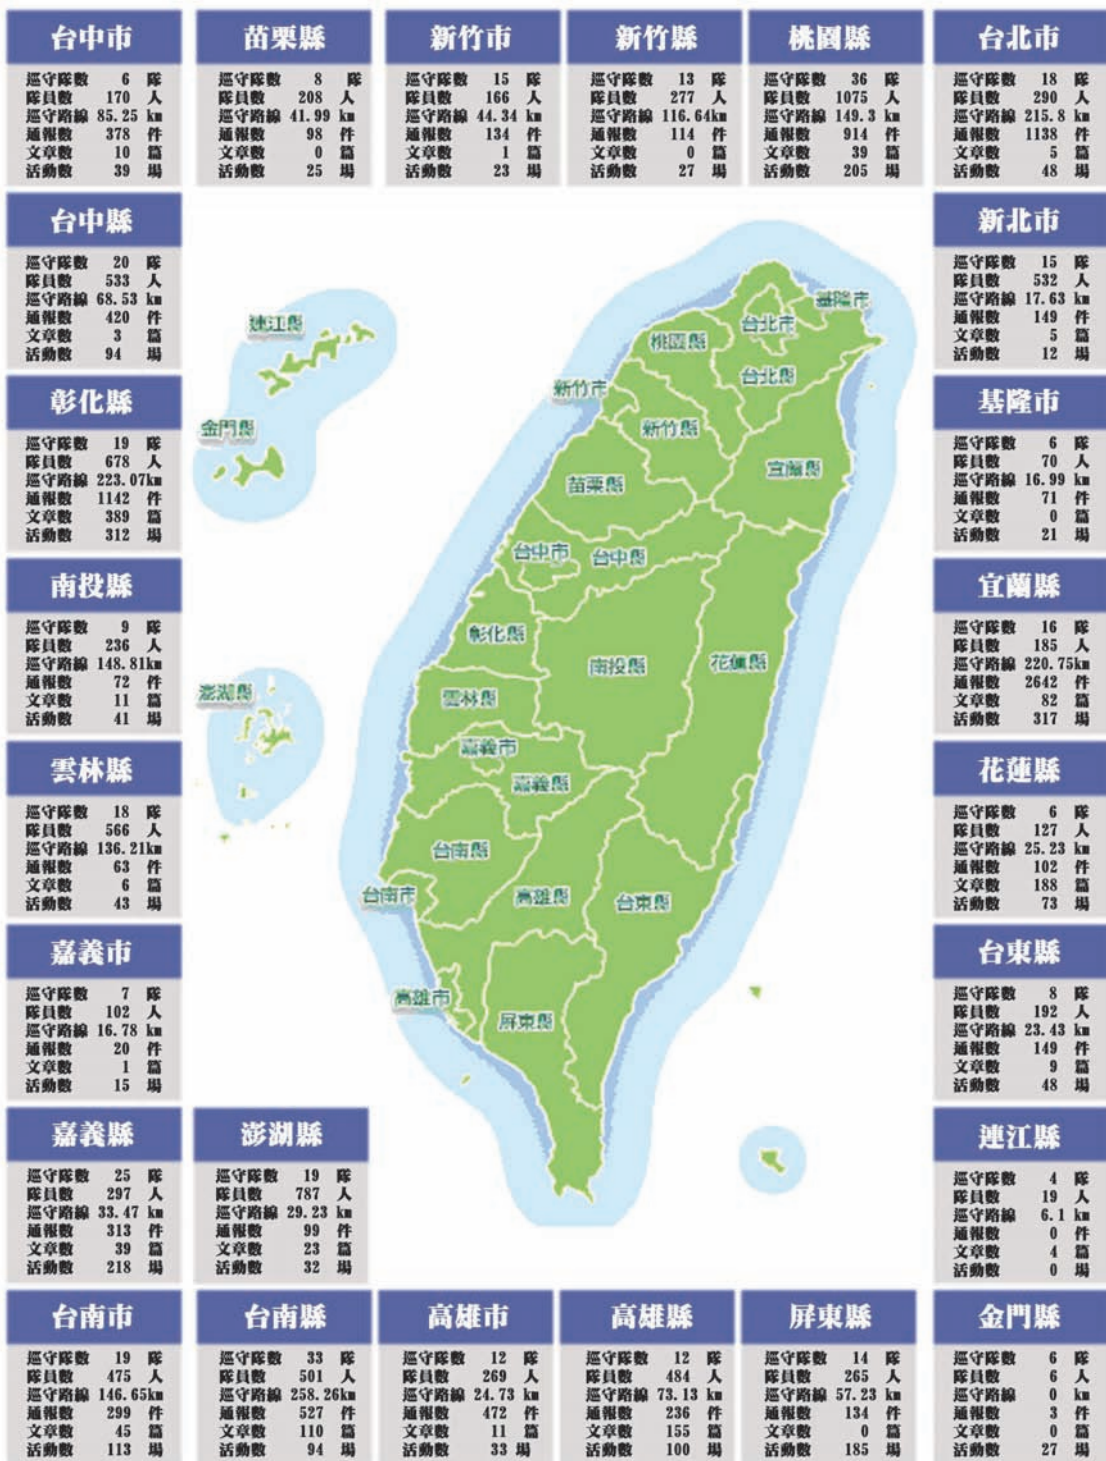 台中市
巡守隊數 6 隊
隊員數 170 人
巡守路線 85.25 km
通報數 378 件
文章數 10 篇
活動數 39 場
苗栗縣
巡守隊數 8 隊
隊員數 208 人
巡守路線 41.99 km
通報數 98 件
文章數 0 篇
活動數 25 場
新竹市
巡守隊數 15 隊
隊員數 166 人
巡守路線 44.34 km
通報數 134 件
文章數 1 篇
活動數 23 場
新竹縣
巡守隊數 13 隊
隊員數 277 人
巡守路線 116.64km
通報數 114 件
文章數 0 篇
活動數 27 場
桃園縣
巡守隊數 36 隊
隊員數 1075 人
巡守路線 149.3 km
通報數 914 件
文章數 39 篇
活動數 205 場
台北市
巡守隊數 18 隊
隊員數 290 人
巡守路線 215.8 km
通報數 1138 件
文章數 5 篇
活動數 48 場
台中縣
巡守隊數 20 隊
隊員數 533 人
巡守路線 68.53 km
通報數 420 件
文章數 3 篇
活動數 94 場
新北市
巡守隊數 15 隊
隊員數 532 人
巡守路線 17.63 km
通報數 149 件
文章數 5 篇
活動數 12 場
彰化縣
巡守隊數 19 隊
隊員數 678 人
巡守路線 223.07km
通報數 1142 件
文章數 389 篇
活動數 312 場
基隆市
巡守隊數 6 隊
隊員數 70 人
巡守路線 16.99 km
通報數 71 件
文章數 0 篇
活動數 21 場
南投縣
巡守隊數 9 隊
隊員數 236 人
巡守路線 148.81km
通報數 72 件
文章數 11 篇
活動數 41 場
宜蘭縣
巡守隊數 16 隊
隊員數 185 人
巡守路線 220.75km
通報數 2642 件
文章數 82 篇
活動數 317 場
雲林縣
巡守隊數 18 隊
隊員數 566 人
巡守路線 136.21km
通報數 63 件
文章數 6 篇
活動數 43 場
花蓮縣
巡守隊數 6 隊
隊員數 127 人
巡守路線 25.23 km
通報數 102 件
文章數 188 篇
活動數 73 場
嘉義市
巡守隊數 7 隊
隊員數 102 人
巡守路線 16.78 km
通報數 20 件
文章數 1 篇
活動數 15 場
台東縣
巡守隊數 8 隊
隊員數 192 人
巡守路線 23.43 km
通報數 149 件
文章數 9 篇
活動數 48 場
嘉義縣
巡守隊數 25 隊
隊員數 297 人
巡守路線 33.47 km
通報數 313 件
文章數 39 篇
活動數 218 場
澎湖縣
巡守隊數 19 隊
隊員數 787 人
巡守路線 29.23 km
通報數 99 件
文章數 23 篇
活動數 32 場
連江縣
巡守隊數 4 隊
隊員數 19 人
巡守路線 6.1 km
通報數 0 件
文章數 4 篇
活動數 0 場
台南市
巡守隊數 19 隊
隊員數 475 人
巡守路線 146.65km
通報數 299 件
文章數 45 篇
活動數 113 場
台南縣
巡守隊數 33 隊
隊員數 501 人
巡守路線 258.26km
通報數 527 件
文章數 110 篇
活動數 94 場
高雄市
巡守隊數 12 隊
隊員數 269 人
巡守路線 24.73 km
通報數 472 件
文章數 11 篇
活動數 33 場
高雄縣
巡守隊數 12 隊
隊員數 484 人
巡守路線 73.13 km
通報數 236 件
文章數 155 篇
活動數 100 場
屏東縣
巡守隊數 14 隊
隊員數 265 人
巡守路線 57.23 km
通報數 134 件
文章數 0 篇
活動數 185 場
金門縣
巡守隊數 6 隊
隊員數 6 人
巡守路線 0 km
通報數 3 件
文章數 0 篇
活動數 27 場
基隆市
台北市
連江縣
桃園縣
台北縣
新竹市
新竹縣
金門縣
宜蘭縣
苗栗縣
台中市
台中縣
彰化縣
南投縣
花蓮縣
澎湖縣
雲林縣
嘉義市
嘉義縣
台南縣
台南市
高雄縣
台東縣
高雄市
屏東縣